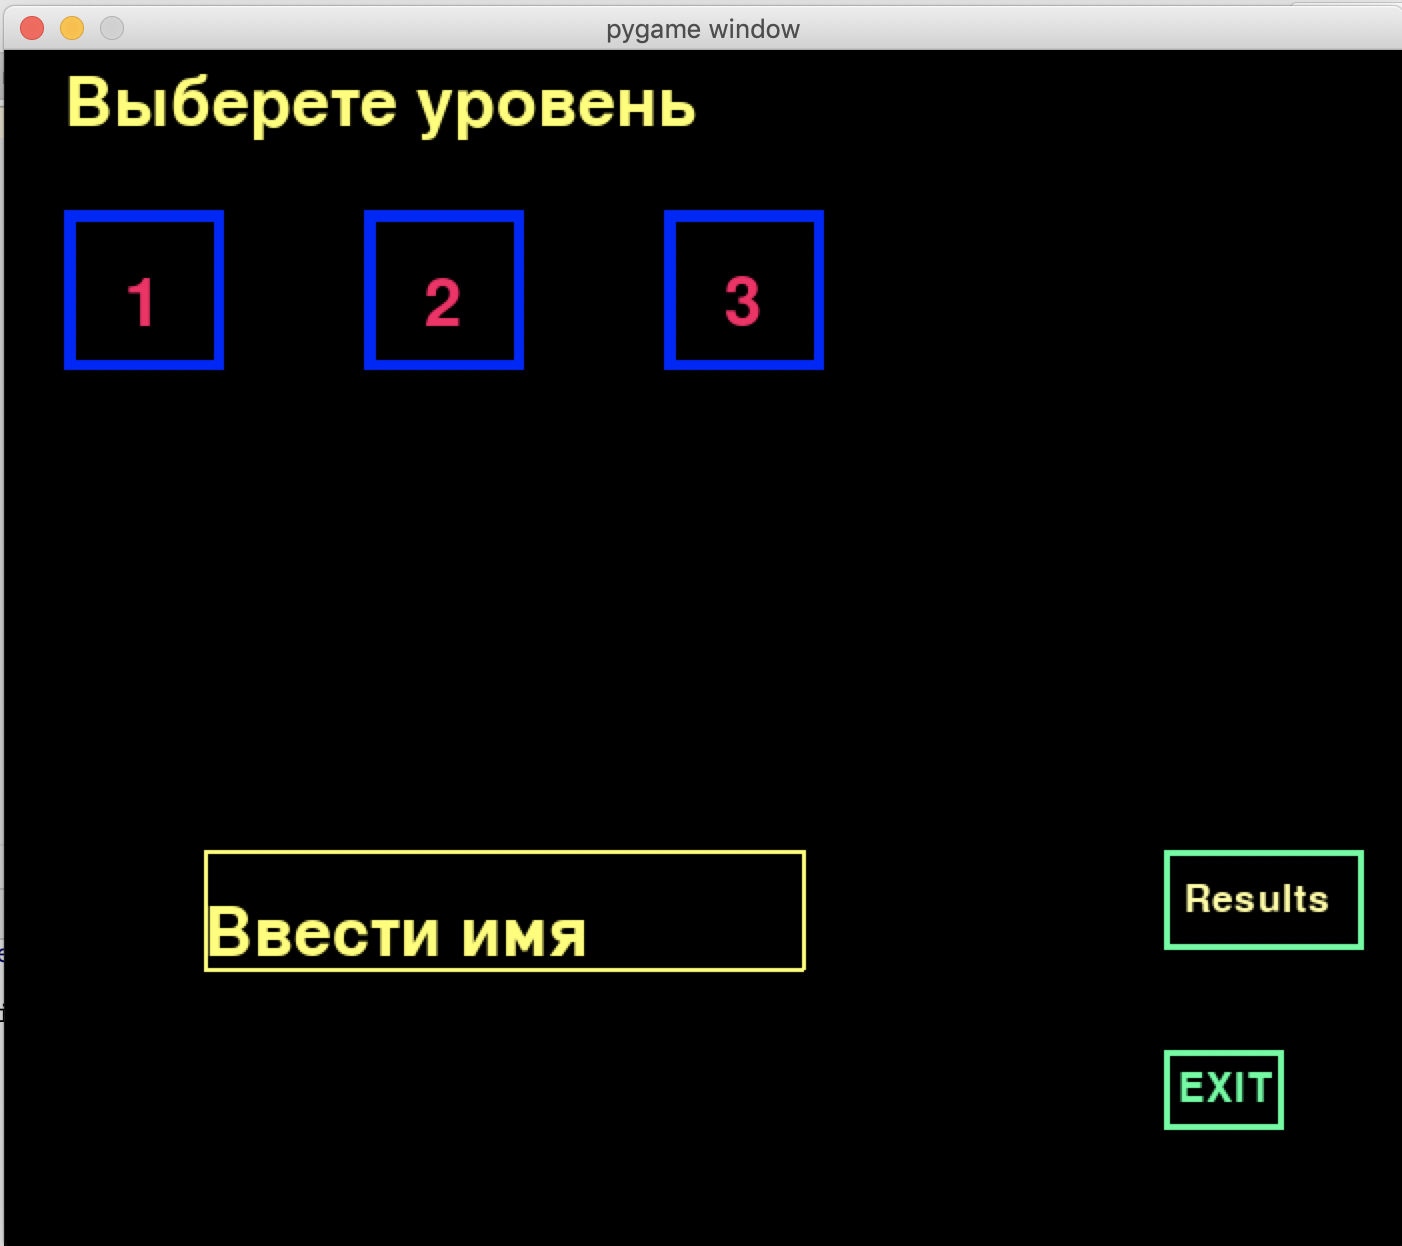 pygame window
Выберете уровень
1 2 3
Ввести имя
Results
EXIT